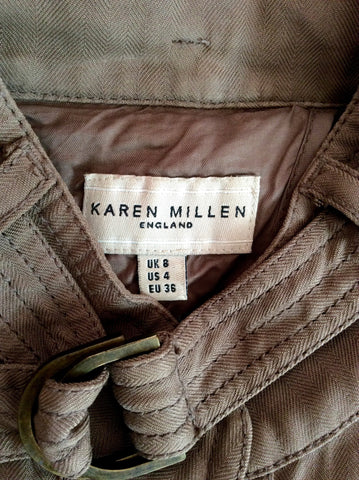 KAREN MILLEN
ENGLAND
UK 8
US 4
EU 36